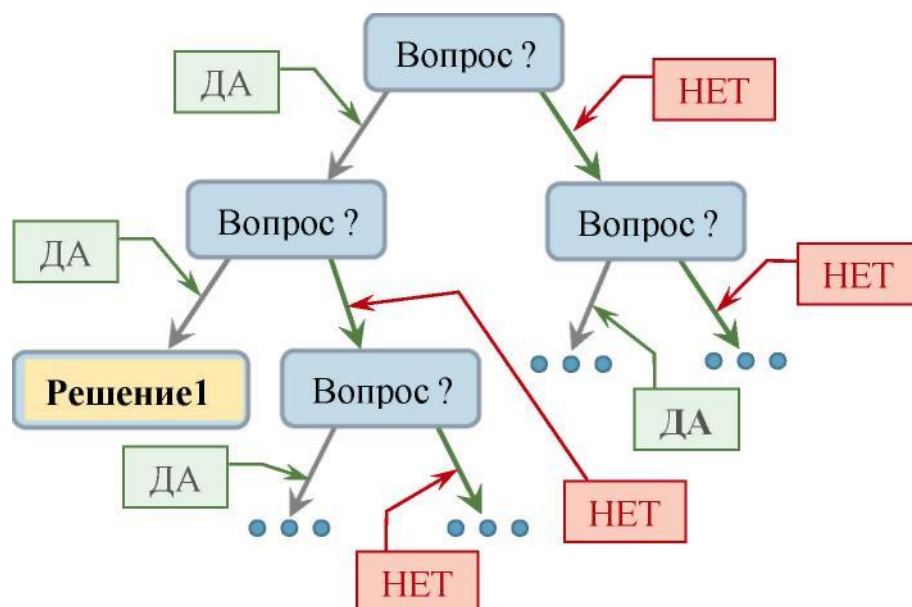 Вопрос ?
ДА
НЕТ
Вопрос ?
Вопрос ?
ДА
НЕТ
Решение1
Вопрос ?
ДА
ДА
НЕТ
НЕТ